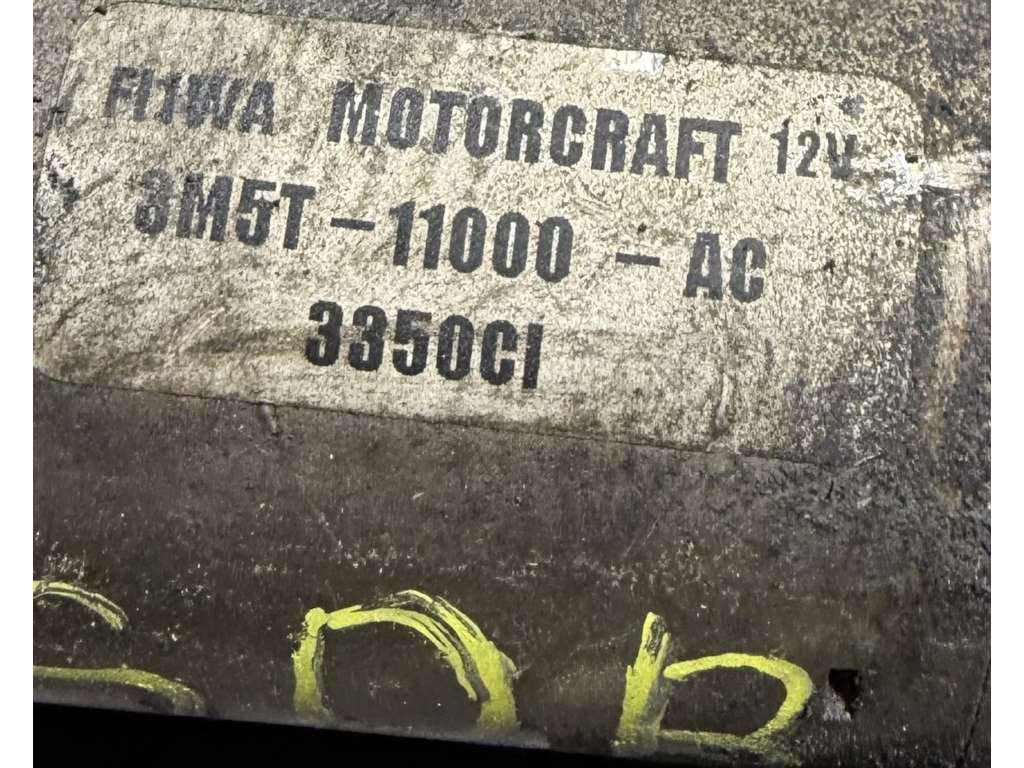 FI1WA MOTORCRAFT 12V
3M5T-11000-AC
3350CI